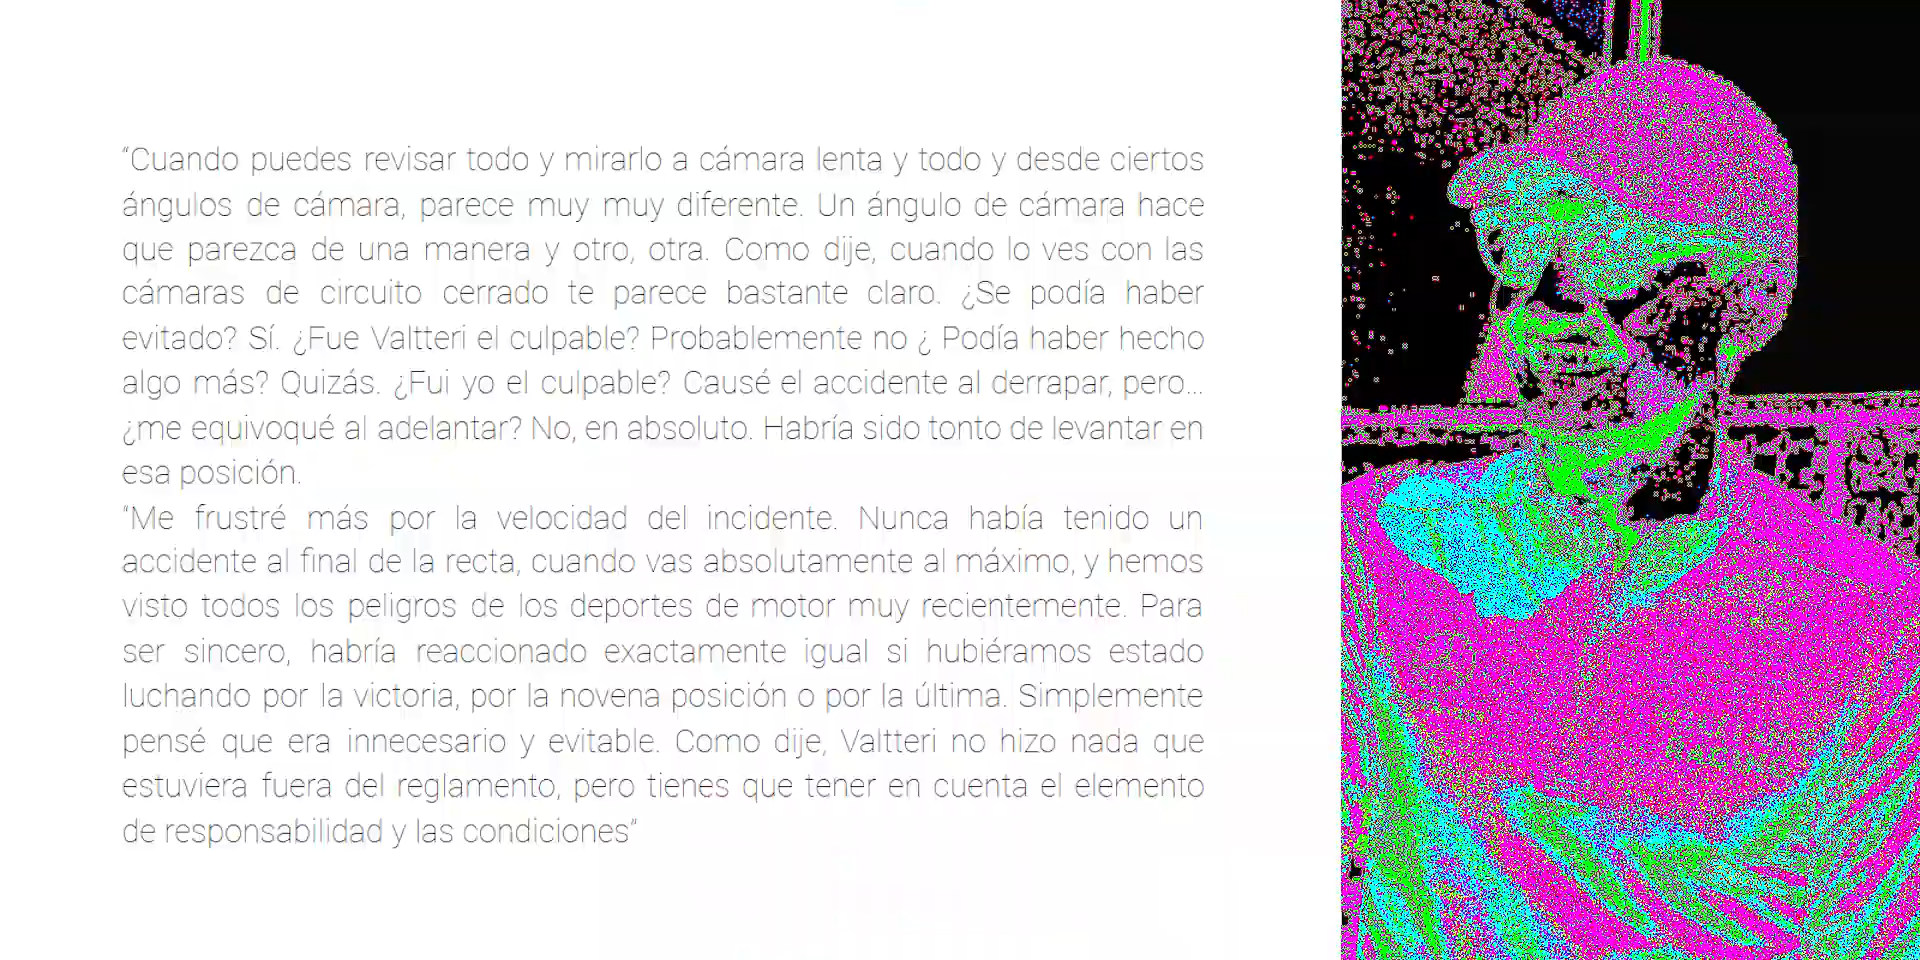 “Cuando puedes revisar todo y mirarlo a cámara lenta y todo y desde ciertos
ángulos de cámara, parece muy muy diferente. Un ángulo de cámara hace
que parezca de una manera y otro, otra. Como dije, cuando lo ves con las
cámaras de circuito cerrado te parece bastante claro. ¿Se podía haber
evitado? Sí. ¿Fue Valtteri el culpable? Probablemente no ¿ Podía haber hecho
algo más? Quizás. ¿Fui yo el culpable? Causé el accidente al derrapar, pero...
¿me equivoqué al adelantar? No, en absoluto. Habría sido tonto de levantar en
esa posición.
“Me frustré más por la velocidad del incidente. Nunca había tenido un
accidente al final de la recta, cuando vas absolutamente al máximo, y hemos
visto todos los peligros de los deportes de motor muy recientemente. Para
ser sincero, habría reaccionado exactamente igual si hubiéramos estado
luchando por la victoria, por la novena posición o por la última. Simplemente
pensé que era innecesario y evitable. Como dije, Valtteri no hizo nada que
estuviera fuera del reglamento, pero tienes que tener en cuenta el elemento
de responsabilidad y las condiciones”